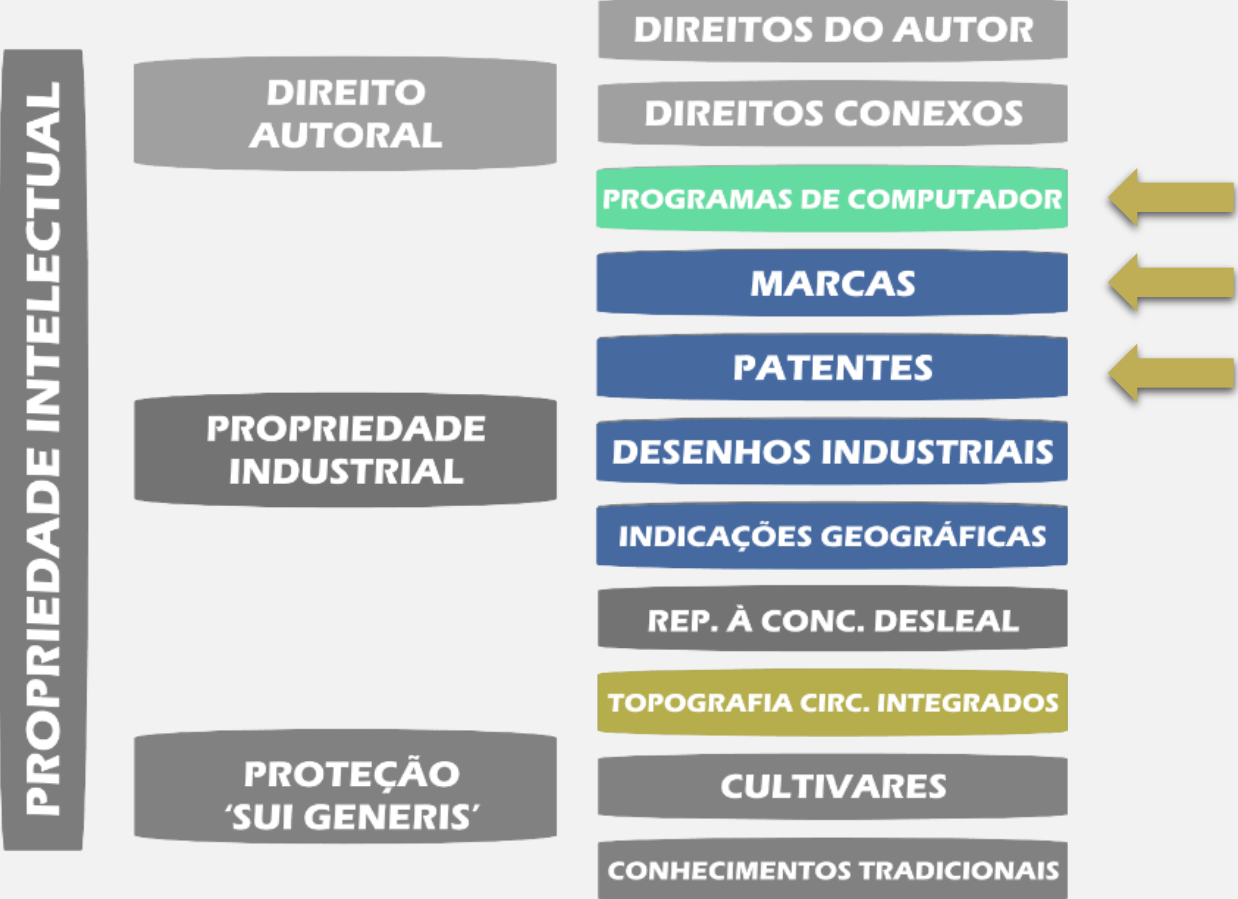 PROPRIEDADE INTELECTUAL
DIREITO
AUTORAL
DIREITOS DO AUTOR
DIREITOS CONEXOS
PROGRAMAS DE COMPUTADOR
PROPRIEDADE
INDUSTRIAL
MARCAS
PATENTES
DESENHOS INDUSTRIAIS
INDICAÇÕES GEOGRÁFICAS
REP. À CONC. DESLEAL
PROTEÇÃO
‘SUI GENERIS’
TOPOGRAFIA CIRC. INTEGRADOS
CULTIVARES
CONHECIMENTOS TRADICIONAIS